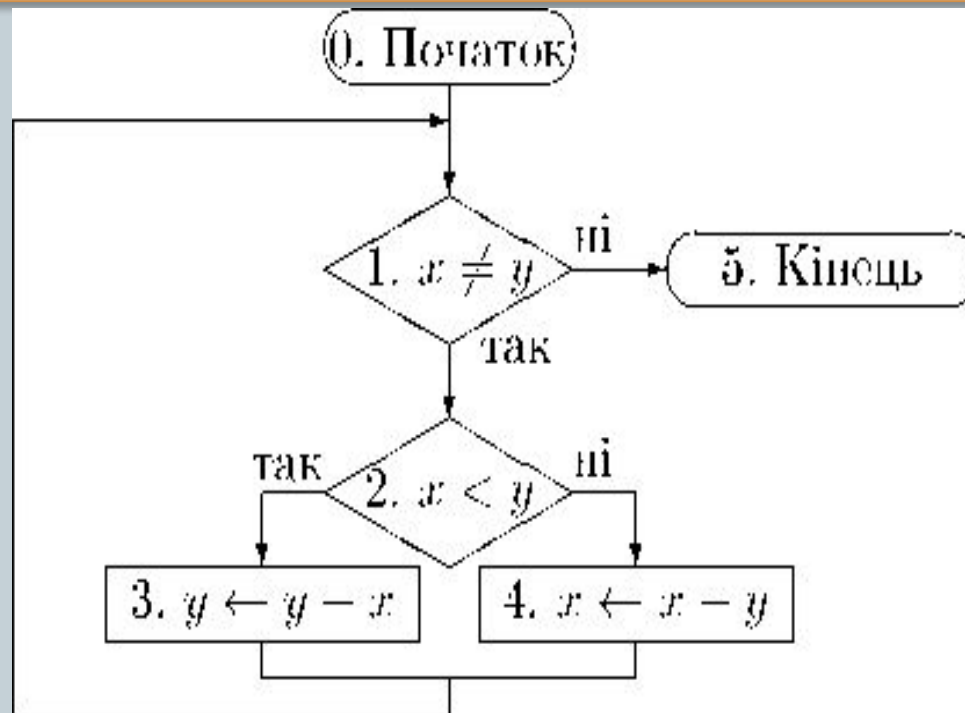 0. Початок
1. x ≠ y
ні
5. Кінець
так
2. x < y
так
ні
3. y ← y − x
4. x ← x − y